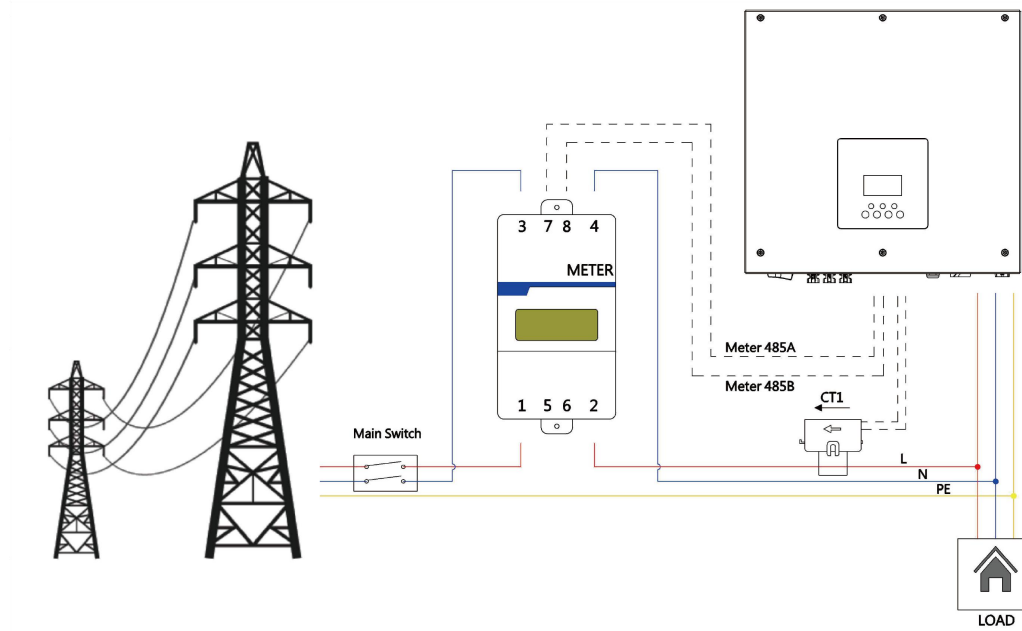 3 7 8 4
METER
Meter 485A
Meter 485B
CT1
1 5 6 2
Main Switch
L
N
PE
LOAD